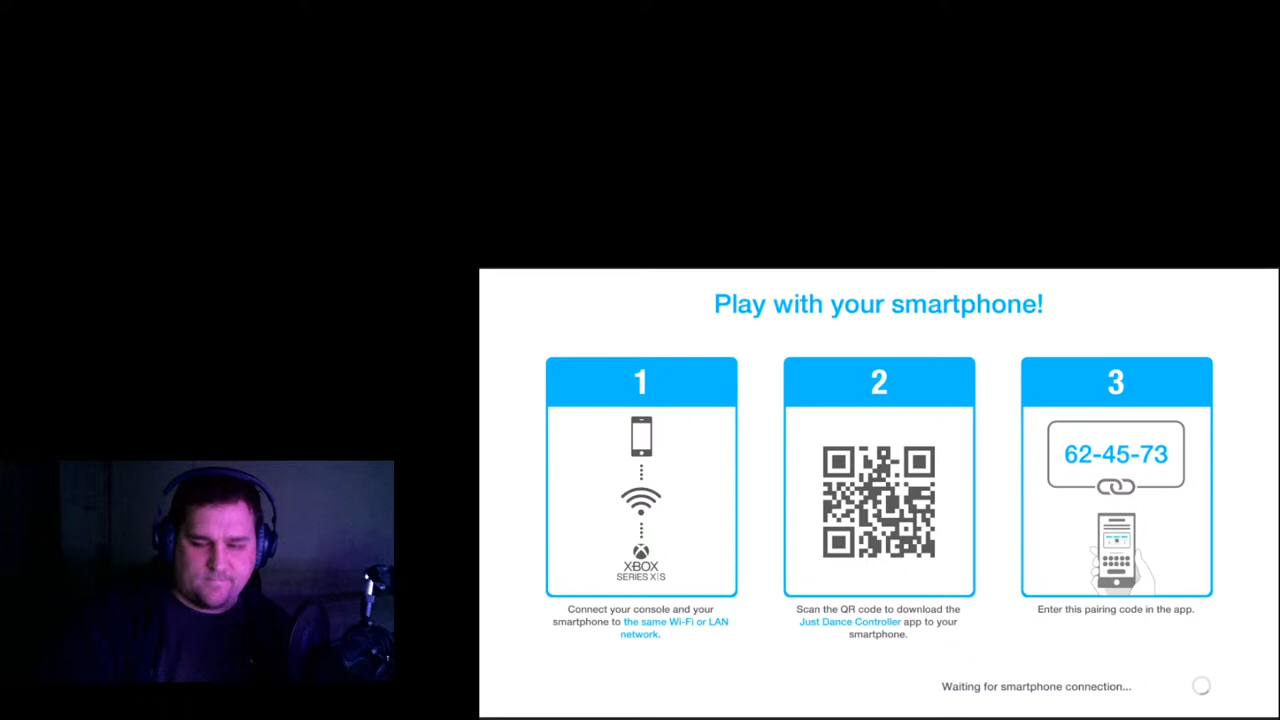 Play with your smartphone!
1
XBOX
SERIES X|S
Connect your console and your
smartphone to the same Wi-Fi or LAN
network.
2
Scan the QR code to download the
Just Dance Controller app to your
smartphone.
3
62-45-73
Enter this pairing code in the app.
Waiting for smartphone connection...